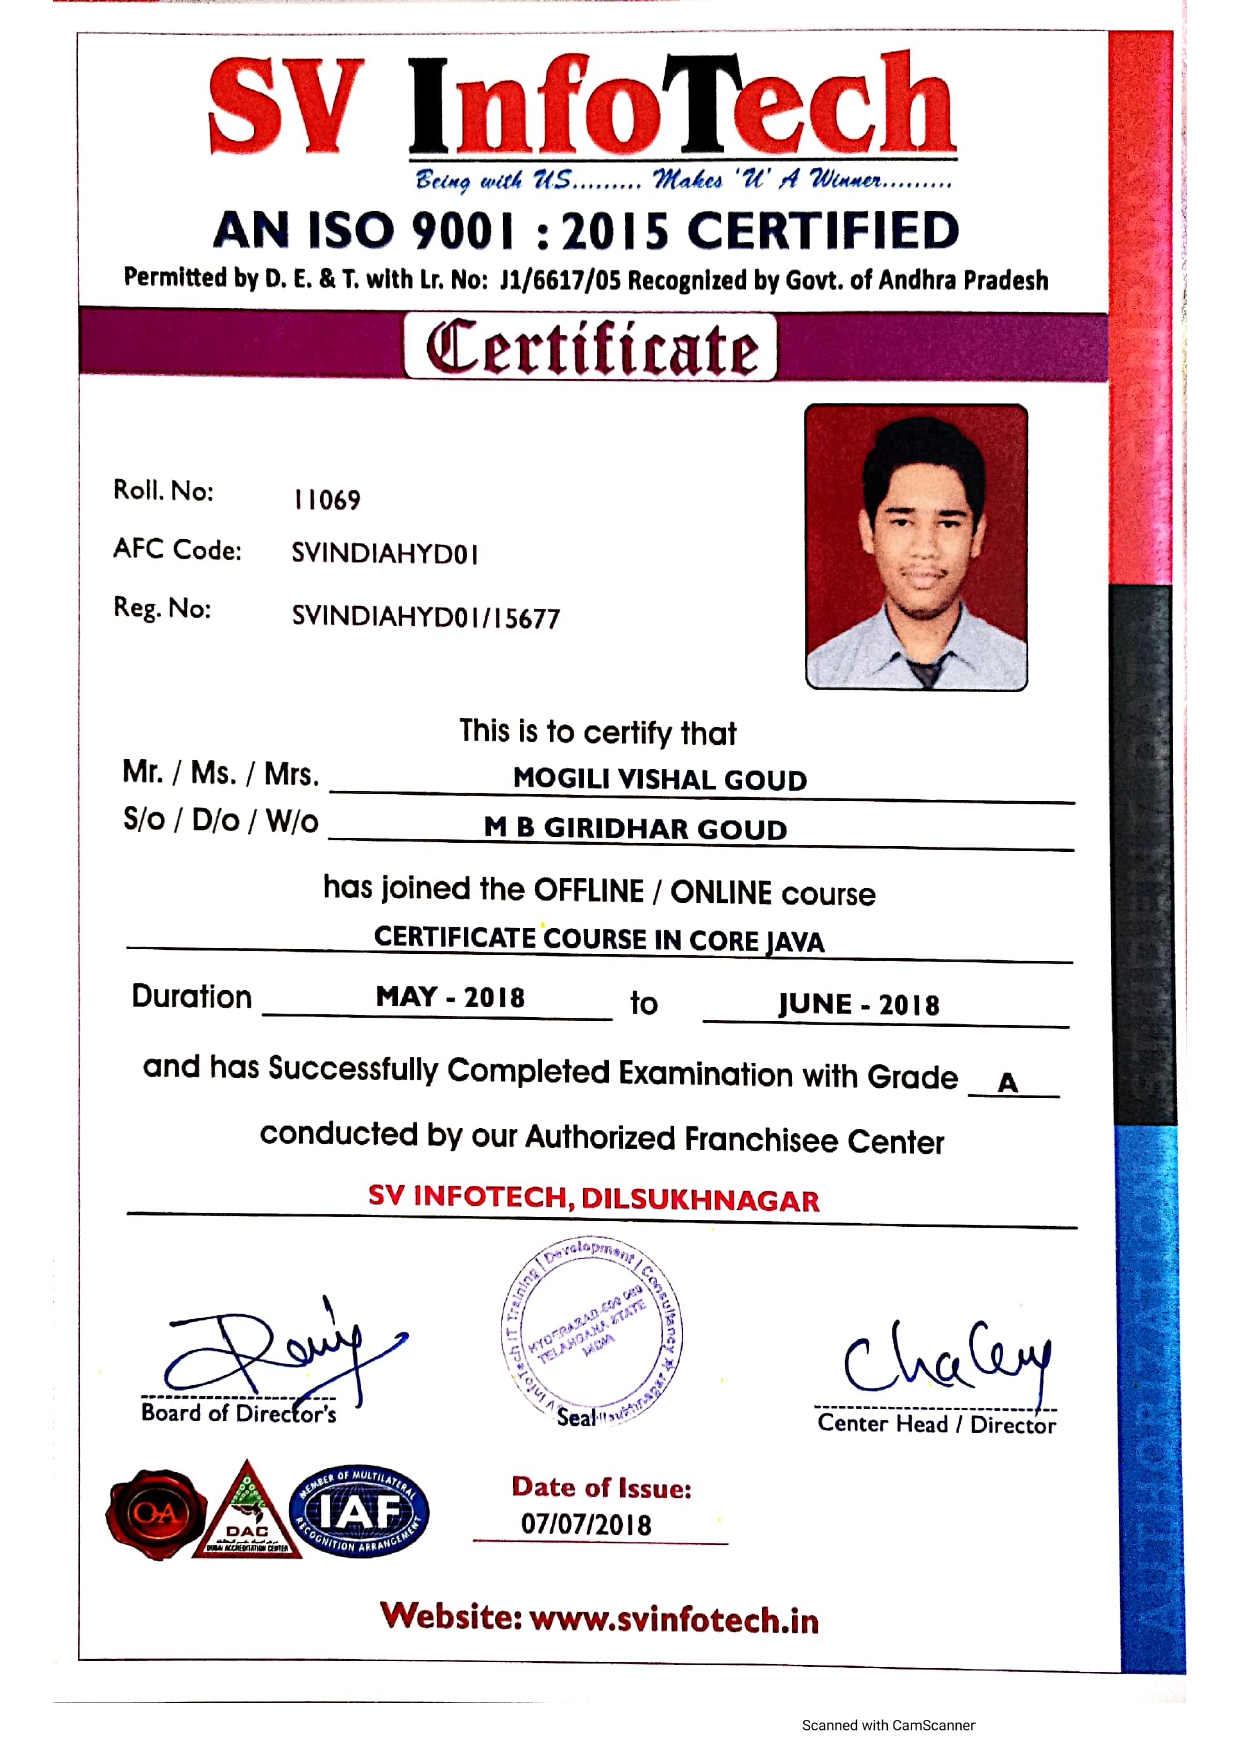 SV InfoTech
Being with US......... Makes 'U' A Winner.........
AN ISO 9001 : 2015 CERTIFIED
Permitted by D. E. & T. with Lr. No: J1/6617/05 Recognized by Govt. of Andhra Pradesh
Certificate
Roll. No: 11069
AFC Code: SVINDIAHYD01
Reg. No: SVINDIAHYD01/15677
This is to certify that
Mr. / Ms. / Mrs. MOGILI VISHAL GOUD
S/o / D/o / W/o M B GIRIDHAR GOUD
has joined the OFFLINE / ONLINE course
CERTIFICATE COURSE IN CORE JAVA
Duration MAY - 2018 to JUNE - 2018
and has Successfully Completed Examination with Grade A
conducted by our Authorized Franchisee Center
SV INFOTECH, DILSUKHNAGAR
InfoTech IT Training | Development | Consultancy
HYDERABAD
TELANGANA STATE
INDIA
Board of Director's
Seal
Center Head / Director
QA
DAC
DUBAI ACCREDITATION CENTER
MEMBER OF MULTILATERAL
IAF
RECOGNITION ARRANGEMENT
Date of Issue:
07/07/2018
Website: www.svinfotech.in
AUTHORIZATION
Scanned with CamScanner